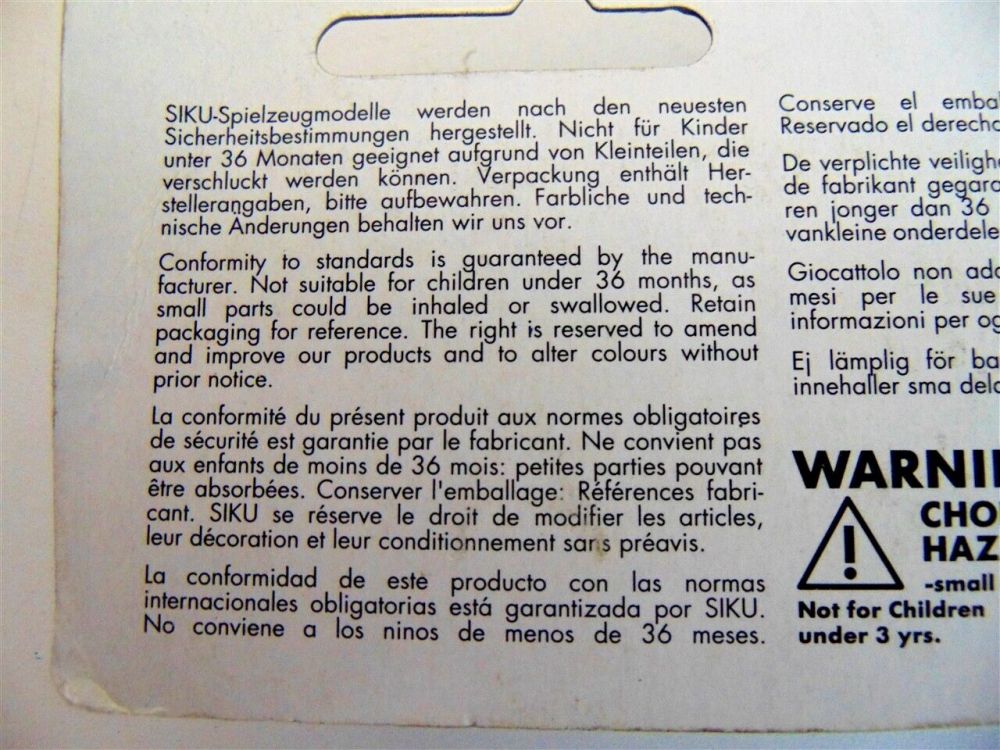 SIKU-Spielzeugmodelle werden nach den neuesten
Sicherheitsbestimmungen hergestellt. Nicht für Kinder
unter 36 Monaten geeignet aufgrund von Kleinteilen, die
verschluckt werden können. Verpackung enthält Her-
stellerangaben, bitte aufbewahren. Farbliche und tech-
nische Änderungen behalten wir uns vor.
Conformity to standards is guaranteed by the manu-
facturer. Not suitable for children under 36 months, as
small parts could be inhaled or swallowed. Retain
packaging for reference. The right is reserved to amend
and improve our products and to alter colours without
prior notice.
La conformité du présent produit aux normes obligatoires
de sécurité est garantie par le fabricant. Ne convient pas
aux enfants de moins de 36 mois: petites parties pouvant
être absorbées. Conserver l'emballage: Références fabri-
cant. SIKU se réserve le droit de modifier les articles,
leur décoration et leur conditionnement sans préavis.
La conformidad de este producto con las normas
internacionales obligatorias está garantizada por SIKU.
No conviene a los ninos de menos de 36 meses.
Conserve el
Reservado el
De verplichte
de fabrikant
ren jonger dan 36
vankleine
Giocattolo non
mesi per le sue
informazioni per
Ej lämplig för
innehaller sma
CHO
HAZ
-small
Not for Children
under 3 yrs.